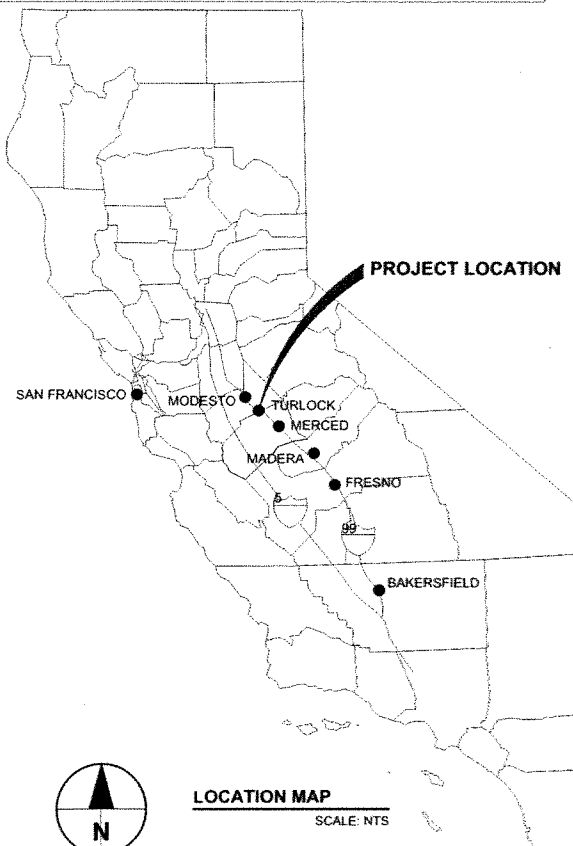 PROJECT LOCATION
SAN FRANCISCO
MODESTO
TURLOCK
MERCED
MADERA
FRESNO
5
99
BAKERSFIELD
N
LOCATION MAP
SCALE: NTS